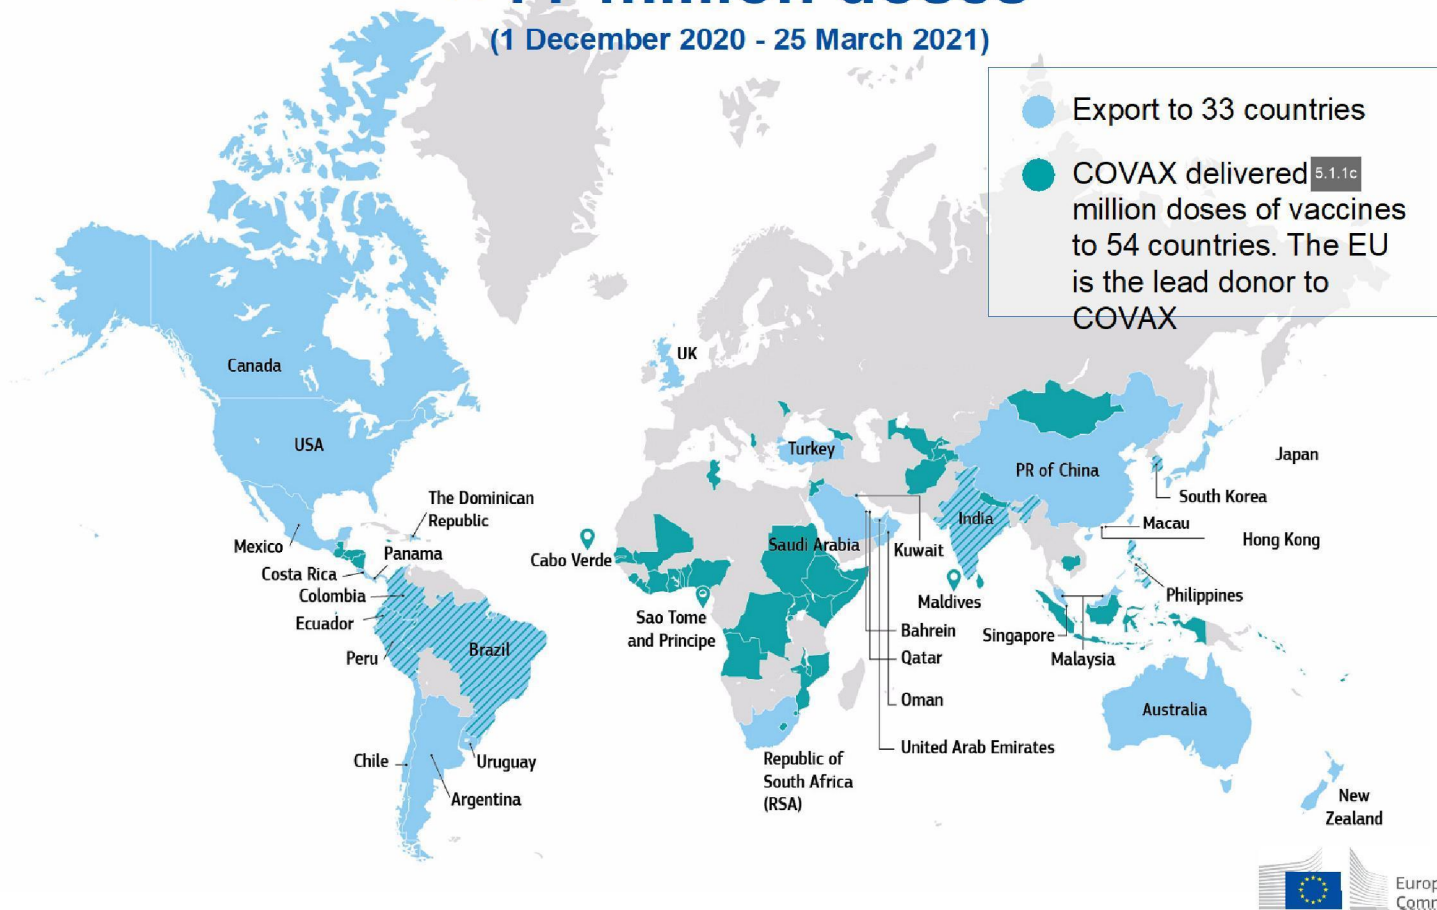 million doses
(1 December 2020 - 25 March 2021)
Export to 33 countries
COVAX delivered 5.1.1c
million doses of vaccines
to 54 countries. The EU
is the lead donor to
COVAX
Canada
UK
USA
Turkey
PR of China
Japan
South Korea
The Dominican
Republic
Mexico
Panama
Cabo Verde
Saudi Arabia
Kuwait
India
Macau
Hong Kong
Costa Rica
Colombia
Ecuador
Maldives
Philippines
Sao Tome
and Principe
Bahrein
Singapore
Peru
Brazil
Qatar
Malaysia
Oman
Australia
United Arab Emirates
Chile
Uruguay
Republic of
South Africa
(RSA)
Argentina
New
Zealand